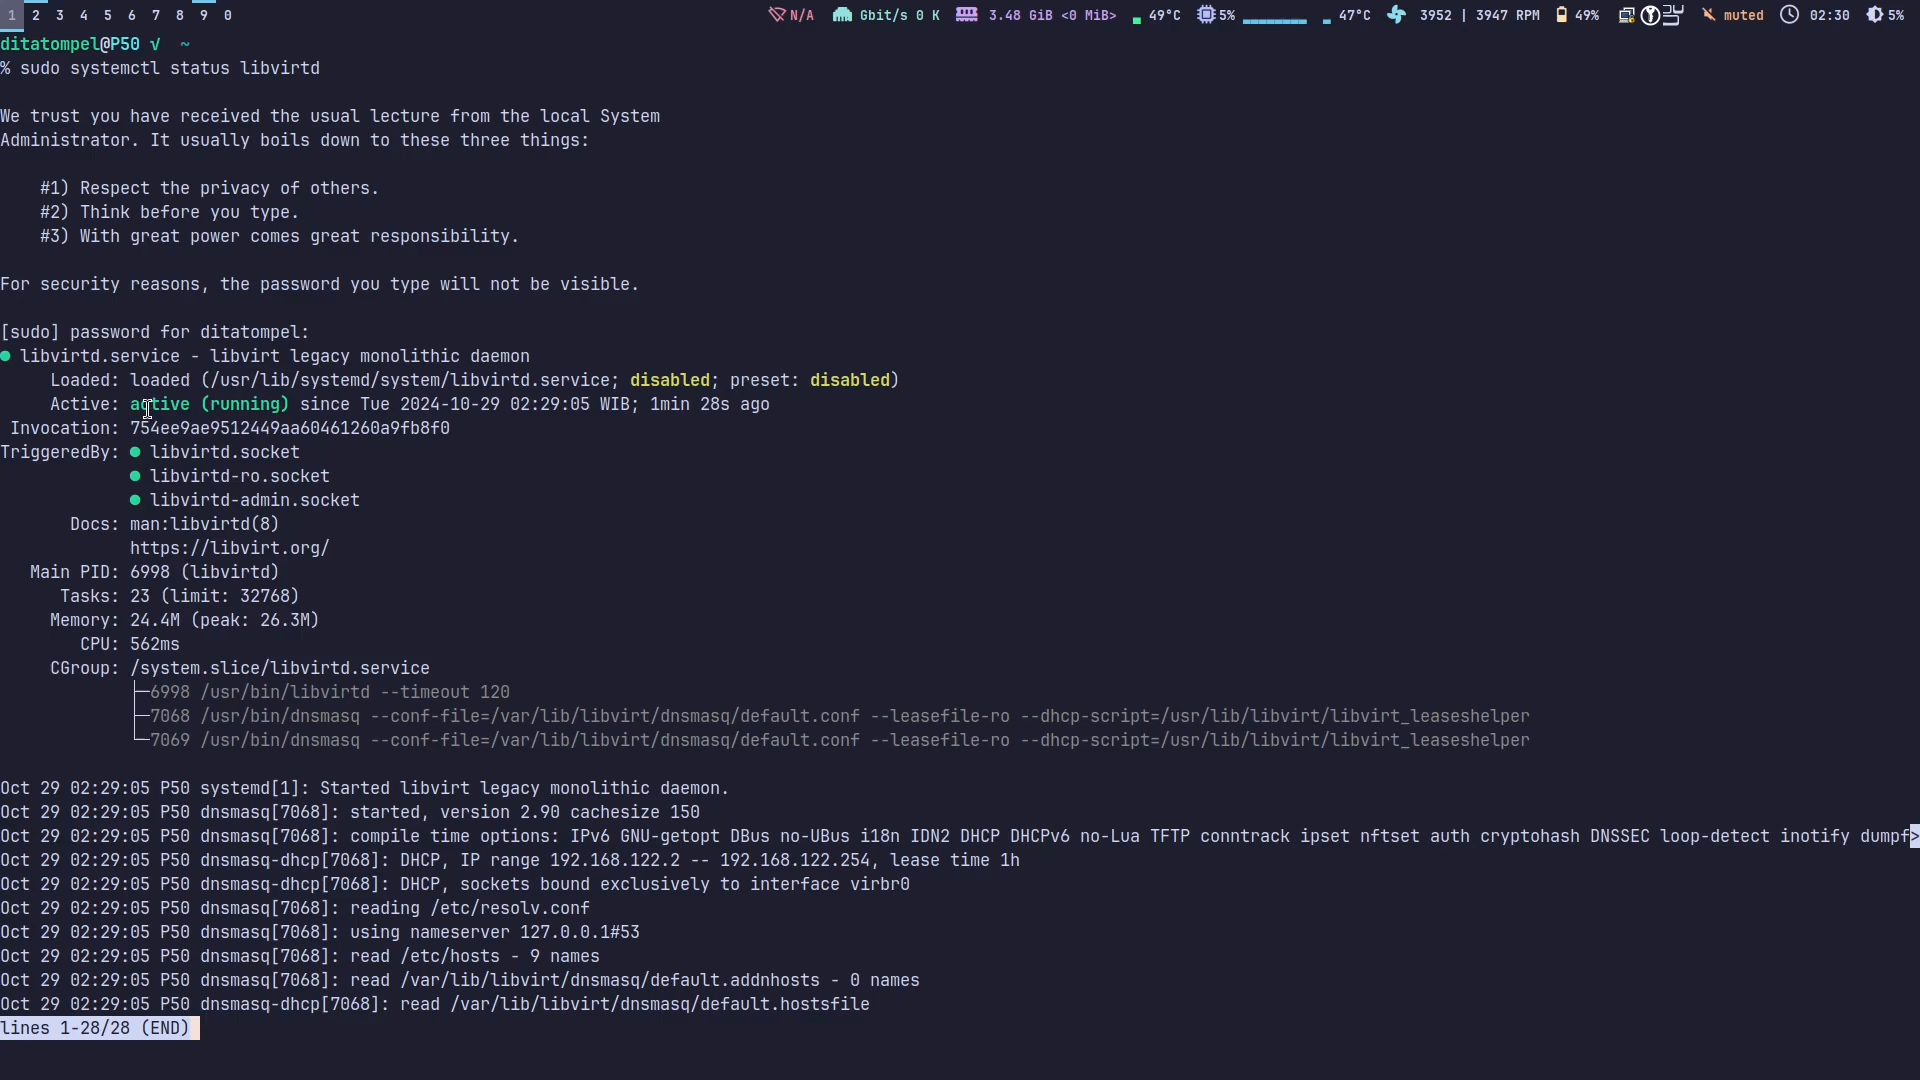 1 2 3 4 5 6 7 8 9 0 N/A Gbit/s 0 K 3.48 GiB <0 MiB> 49°C 5% 47°C 3952 | 3947 RPM 49% muted 02:30 5%
ditatompel@P50 √ ~
% sudo systemctl status libvirtd
We trust you have received the usual lecture from the local System
Administrator. It usually boils down to these three things:
#1) Respect the privacy of others.
#2) Think before you type.
#3) With great power comes great responsibility.
For security reasons, the password you type will not be visible.
[sudo] password for ditatompel:
● libvirtd.service - libvirt legacy monolithic daemon
Loaded: loaded (/usr/lib/systemd/system/libvirtd.service; disabled; preset: disabled)
Active: active (running) since Tue 2024-10-29 02:29:05 WIB; 1min 28s ago
Invocation: 754ee9ae9512449aa60461260a9fb8f0
TriggeredBy: ● libvirtd.socket
● libvirtd-ro.socket
● libvirtd-admin.socket
Docs: man:libvirtd(8)
https://libvirt.org/
Main PID: 6998 (libvirtd)
Tasks: 23 (limit: 32768)
Memory: 24.4M (peak: 26.3M)
CPU: 562ms
CGroup: /system.slice/libvirtd.service
├─6998 /usr/bin/libvirtd --timeout 120
├─7068 /usr/bin/dnsmasq --conf-file=/var/lib/libvirt/dnsmasq/default.conf --leasefile-ro --dhcp-script=/usr/lib/libvirt/libvirt_leaseshelper
└─7069 /usr/bin/dnsmasq --conf-file=/var/lib/libvirt/dnsmasq/default.conf --leasefile-ro --dhcp-script=/usr/lib/libvirt/libvirt_leaseshelper
Oct 29 02:29:05 P50 systemd[1]: Started libvirt legacy monolithic daemon.
Oct 29 02:29:05 P50 dnsmasq[7068]: started, version 2.90 cachesize 150
Oct 29 02:29:05 P50 dnsmasq[7068]: compile time options: IPv6 GNU-getopt DBus no-UBus i18n IDN2 DHCP DHCPv6 no-Lua TFTP conntrack ipset nftset auth cryptohash DNSSEC loop-detect inotify dumpf>
Oct 29 02:29:05 P50 dnsmasq-dhcp[7068]: DHCP, IP range 192.168.122.2 -- 192.168.122.254, lease time 1h
Oct 29 02:29:05 P50 dnsmasq-dhcp[7068]: DHCP, sockets bound exclusively to interface virbr0
Oct 29 02:29:05 P50 dnsmasq[7068]: reading /etc/resolv.conf
Oct 29 02:29:05 P50 dnsmasq[7068]: using nameserver 127.0.0.1#53
Oct 29 02:29:05 P50 dnsmasq[7068]: read /etc/hosts - 9 names
Oct 29 02:29:05 P50 dnsmasq[7068]: read /var/lib/libvirt/dnsmasq/default.addnhosts - 0 names
Oct 29 02:29:05 P50 dnsmasq-dhcp[7068]: read /var/lib/libvirt/dnsmasq/default.hostsfile
lines 1-28/28 (END)